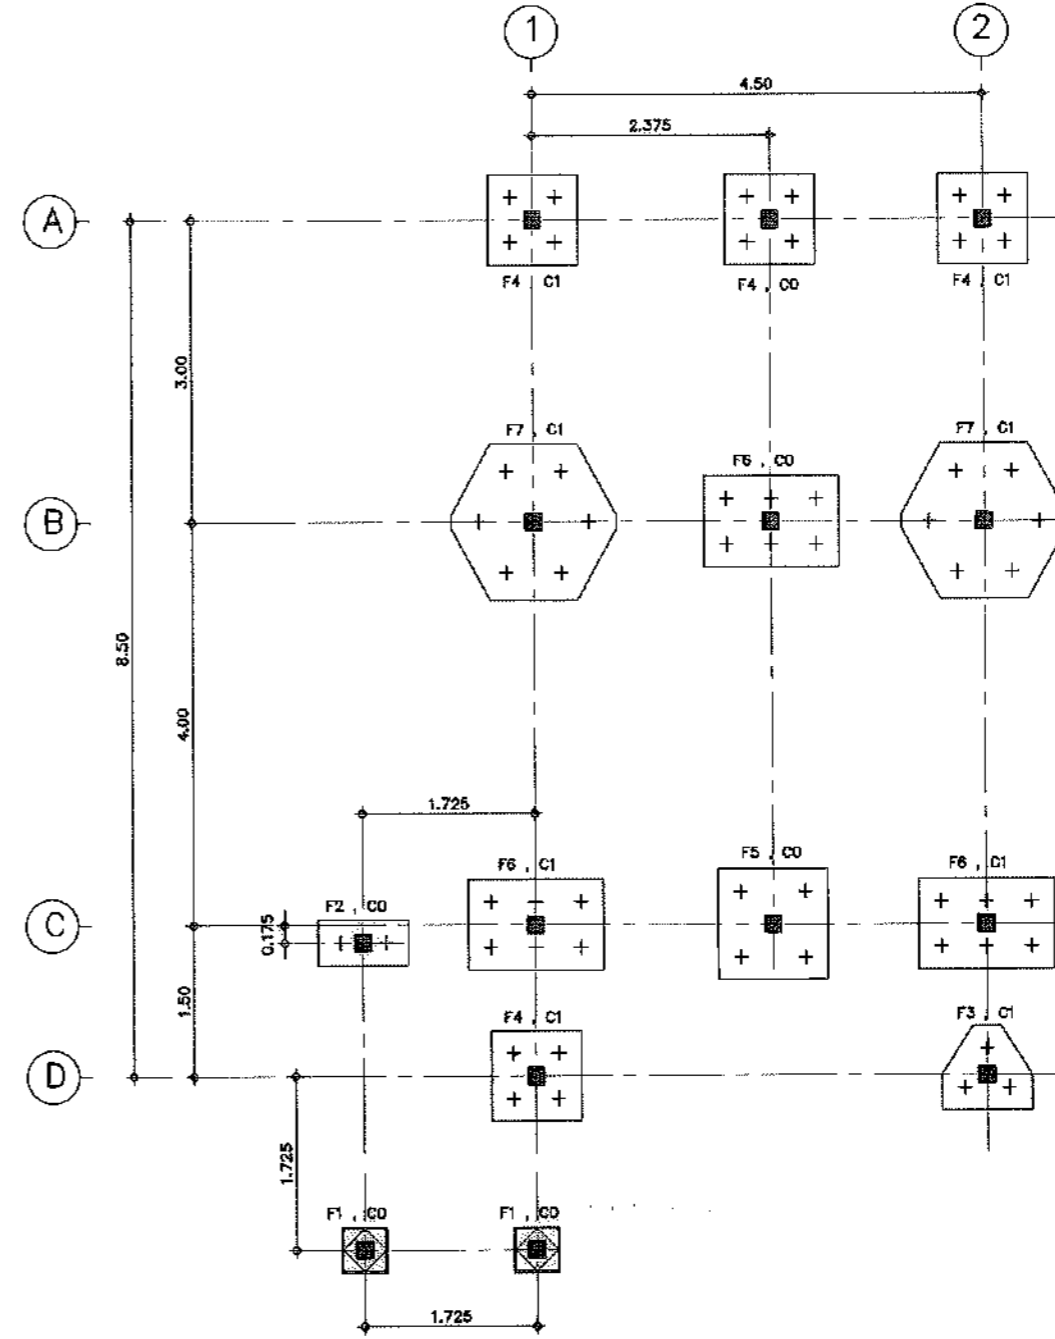 1
2
4.50
2.375
A
F4 , C1
F4 , C0
F4 , C1
3.00
F7 , C1
F6 , C0
F7 , C1
B
8.50
4.00
1.725
F6 , C1
F5 , C0
F6 , C1
F2 , C0
C
0.175
1.50
F4 , C1
F3 , C1
D
1.725
F1 , C0
F1 , C0
1.725